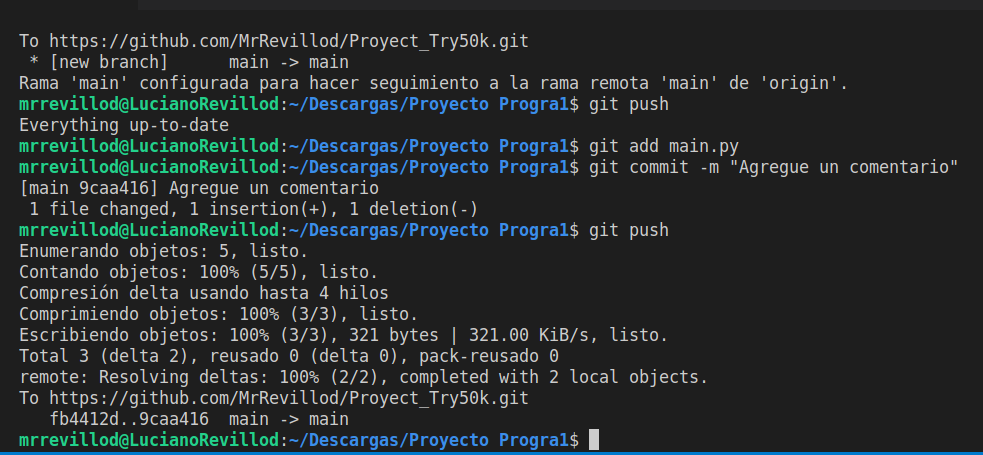 To https://github.com/MrRevillod/Proyect_Try50k.git
 * [new branch]      main -> main
Rama 'main' configurada para hacer seguimiento a la rama remota 'main' de 'origin'.
mrrevillod@LucianoRevillod:~/Descargas/Proyecto Progra1$ git push
Everything up-to-date
mrrevillod@LucianoRevillod:~/Descargas/Proyecto Progra1$ git add main.py
mrrevillod@LucianoRevillod:~/Descargas/Proyecto Progra1$ git commit -m "Agregue un comentario"
[main 9caa416] Agregue un comentario
 1 file changed, 1 insertion(+), 1 deletion(-)
mrrevillod@LucianoRevillod:~/Descargas/Proyecto Progra1$ git push
Enumerando objetos: 5, listo.
Contando objetos: 100% (5/5), listo.
Compresión delta usando hasta 4 hilos
Comprimiendo objetos: 100% (3/3), listo.
Escribiendo objetos: 100% (3/3), 321 bytes | 321.00 KiB/s, listo.
Total 3 (delta 2), reusado 0 (delta 0), pack-reusado 0
remote: Resolving deltas: 100% (2/2), completed with 2 local objects.
To https://github.com/MrRevillod/Proyect_Try50k.git
   fb4412d..9caa416  main -> main
mrrevillod@LucianoRevillod:~/Descargas/Proyecto Progra1$